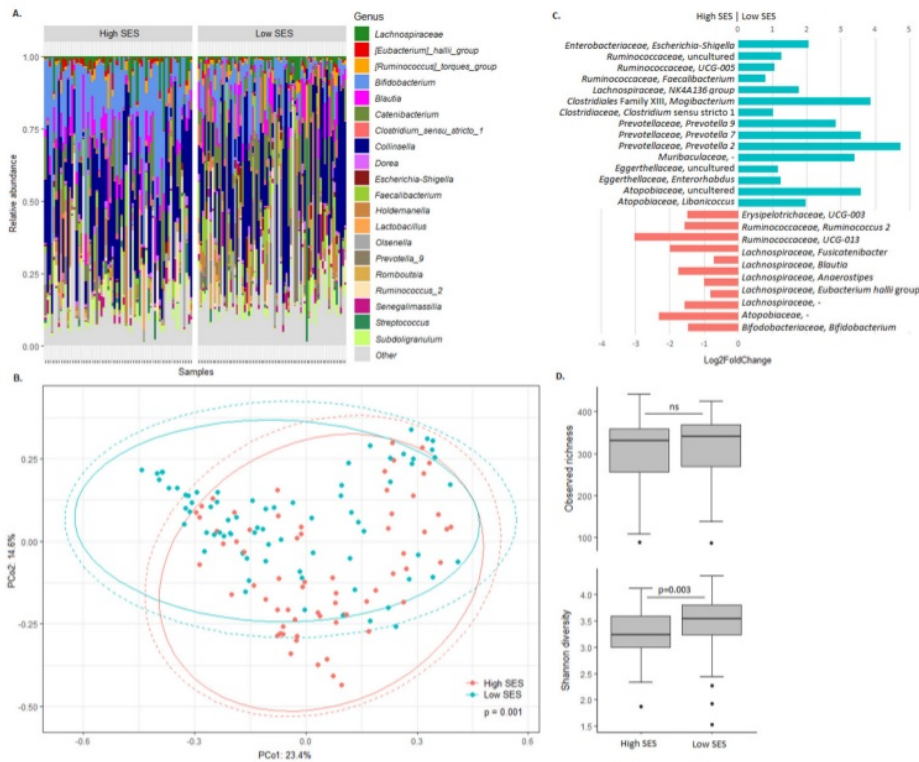 A.
High SES
Low SES
1.00
0.75
0.50
0.25
0.00
Relative abundance
Samples
Genus
Lachnospiraceae
[Eubacterium]_hallii_group
[Ruminococcus]_torques_group
Bifidobacterium
Blautia
Catenibacterium
Clostridium_sensu_stricto_1
Collinsella
Dorea
Escherichia-Shigella
Faecalibacterium
Holdemanella
Lactobacillus
Olsenella
Prevotella_9
Romboutsia
Ruminococcus_2
Senegalimassilia
Streptococcus
Subdoligranulum
Other
C.
High SES | Low SES
0 1 2 3 4 5
Enterobacteriaceae, Escherichia-Shigella
Ruminococcaceae, uncultured
Ruminococcaceae, UCG-005
Ruminococcaceae, Faecalibacterium
Lachnospiraceae, NK4A136 group
Clostridiales Family XIII, Mogibacterium
Clostridiaceae, Clostridium sensu stricto 1
Prevotellaceae, Prevotella 9
Prevotellaceae, Prevotella 7
Prevotellaceae, Prevotella 2
Muribaculaceae, -
Eggerthellaceae, uncultured
Eggerthellaceae, Enterorhabdus
Atopobiaceae, uncultured
Atopobiaceae, Libanicoccus
Erysipelotrichaceae, UCG-003
Ruminococcaceae, Ruminococcus 2
Ruminococcaceae, UCG-013
Lachnospiraceae, Fusicatenibacter
Lachnospiraceae, Blautia
Lachnospiraceae, Anaerostipes
Lachnospiraceae, Eubacterium hallii group
Lachnospiraceae, -
Atopobiaceae, -
Bifodobacteriaceae, Bifidobacterium
-4 -3 -2 -1 0
Log2FoldChange
B.
0.25
0.00
-0.25
-0.50
PCo2: 14.6%
-0.6 -0.3 0.0 0.3 0.6
PCo1: 23.4%
High SES
Low SES
p = 0.001
D.
Observed richness
400
300
200
100
ns
Shannon diversity
3.5
3.0
2.5
2.0
1.5
p=0.003
High SES
Low SES